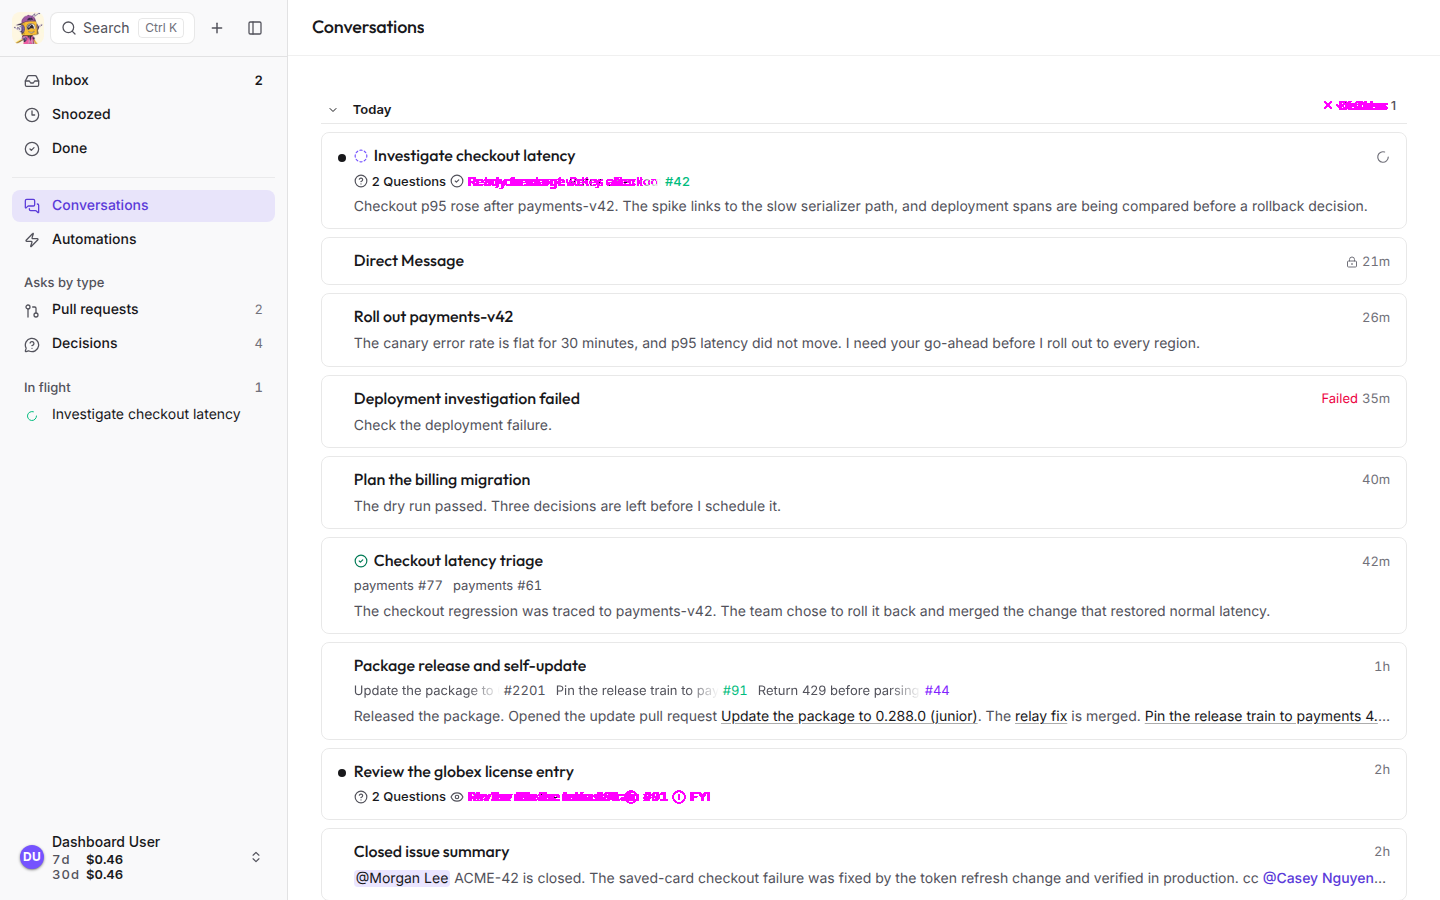 Search Ctrl K
Conversations
Inbox 2
Snoozed
Done
Conversations
Automations
Asks by type
Pull requests 2
Decisions 4
In flight 1
Investigate checkout latency
Dashboard User
DU
7d $0.46
30d $0.46
Today
1
Investigate checkout latency
2 Questions
#42
Checkout p95 rose after payments-v42. The spike links to the slow serializer path, and deployment spans are being compared before a rollback decision.
Direct Message 21m
Roll out payments-v42 26m
The canary error rate is flat for 30 minutes, and p95 latency did not move. I need your go-ahead before I roll out to every region.
Deployment investigation failed Failed 35m
Check the deployment failure.
Plan the billing migration 40m
The dry run passed. Three decisions are left before I schedule it.
Checkout latency triage 42m
payments #77 payments #61
The checkout regression was traced to payments-v42. The team chose to roll it back and merged the change that restored normal latency.
Package release and self-update 1h
Update the package to #2201 Pin the release train to pay #91 Return 429 before parsing #44
Released the package. Opened the update pull request Update the package to 0.288.0 (junior). The relay fix is merged. Pin the release train to payments 4....
Review the globex license entry 2h
2 Questions
#91 FYI
Closed issue summary 2h
@Morgan Lee ACME-42 is closed. The saved-card checkout failure was fixed by the token refresh change and verified in production. cc @Casey Nguyen...